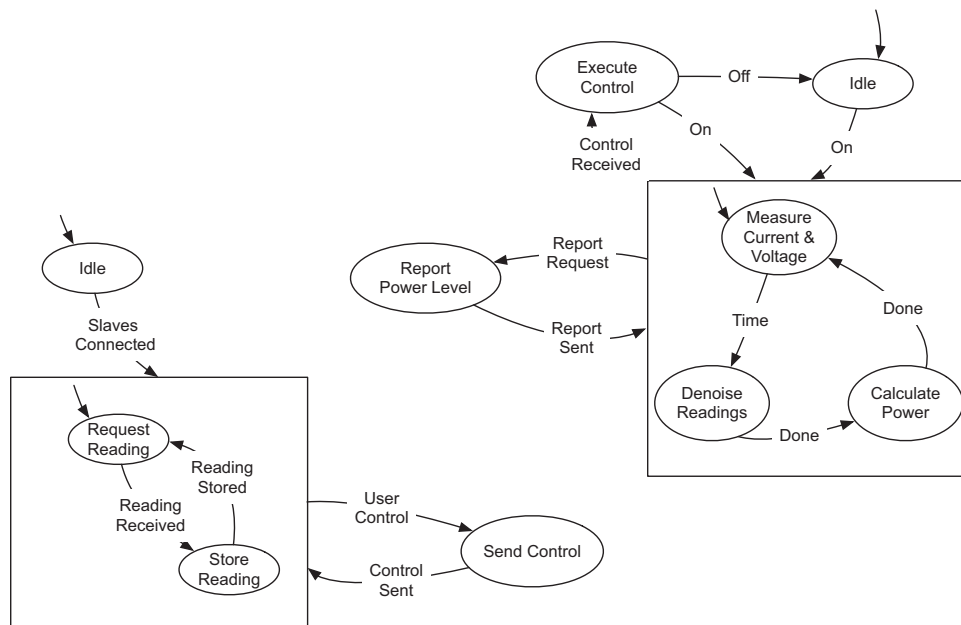 Execute
Control
Off
Idle
On
On
Control
Received
Measure
Current &
Voltage
Report
Request
Report
Power Level
Idle
Time
Done
Report
Sent
Slaves
Connected
Denoise
Readings
Calculate
Power
Done
Request
Reading
Reading
Stored
Reading
Received
User
Control
Send Control
Store
Reading
Control
Sent